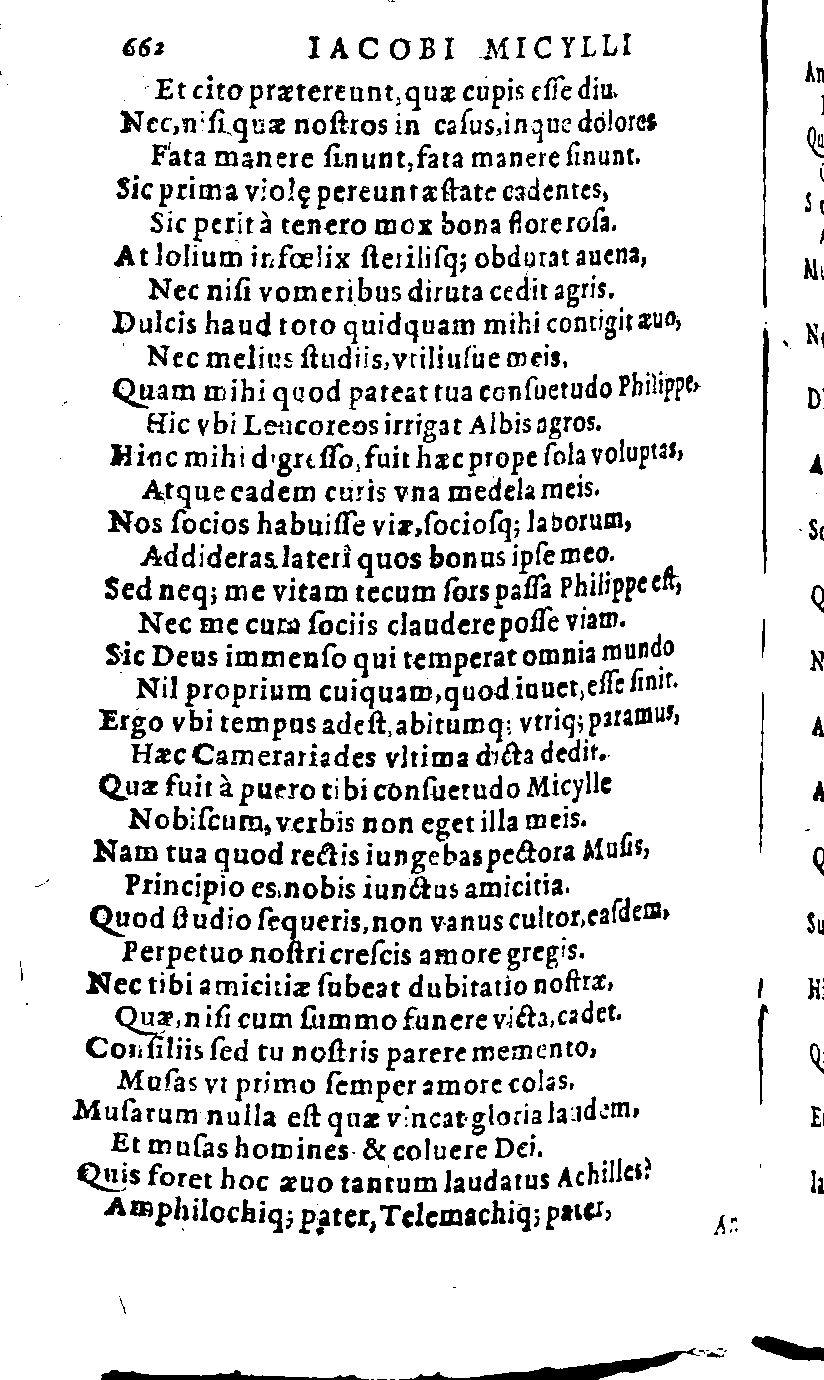 662 IACOBI MICYLLI
Et cito prætereunt, quæ cupis eſſe diu.
Nec, niſi quæ noſtros in caſus, inque dolores
Fata manere ſinunt, fata manere ſinunt.
Sic prima violę pereunt æſtate cadentes,
Sic perit à tenero mox bona flore roſa.
At lolium infœlix ſteriliſq; obdurat auena,
Nec niſi vomeribus diruta cedit agris.
Dulcis haud toto quidquam mihi contigit æuo,
Nec melius ſtudiis, vtiliuſue meis.
Quam mihi quod pateat tua conſuetudo Philippe,
Hic vbi Leucoreos irrigat Albis agros.
Hinc mihi digreſſo, fuit hæc prope ſola voluptas,
Atque eadem curis vna medela meis.
Nos ſocios habuiſſe viæ, ſocioſq; laborum,
Addideras lateri quos bonus ipſe meo.
Sed neq; me vitam tecum ſors paſſa Philippe eſt,
Nec me cura ſociis claudere poſſe viam.
Sic Deus immenſo qui temperat omnia mundo
Nil proprium cuiquam, quod iuuet, eſſe ſinit.
Ergo vbi tempus adeſt, abitumq; vtriq; paramus,
Hæc Camerariades vltima dicta dedit.
Quæ fuit à puero tibi conſuetudo Micylle
Nobiſcum, verbis non eget illa meis.
Nam tua quod rectis iungebas pectora Muſis,
Principio es nobis iunctus amicitia.
Quod ſtudio ſequeris, non vanus cultor, eaſdem,
Perpetuo noſtri creſcis amore gregis.
Nec tibi amicitiæ ſubeat dubitatio noſtræ,
Quæ, niſi cum ſummo funere victa, cadet.
Conſiliis ſed tu noſtris parere memento,
Muſas vt primo ſemper amore colas.
Muſarum nulla eſt quæ vincat gloria laudem,
Et muſas homines & coluere Dei.
Quis foret hoc æuo tantum laudatus Achilles?
Amphilochiq; pater, Telemachiq; pater,